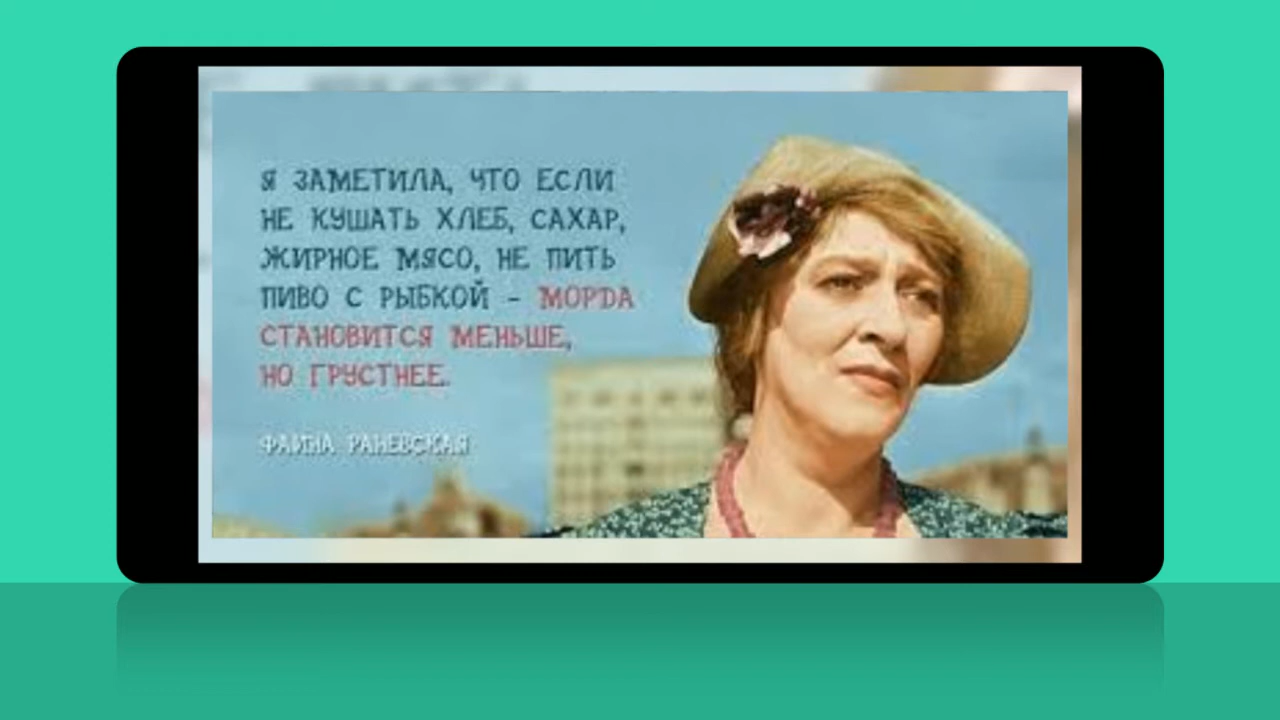 Я ЗАМЕТИЛА, ЧТО ЕСЛИ
НЕ КУШАТЬ ХЛЕБ, САХАР,
ЖИРНОЕ МЯСО, НЕ ПИТЬ
ПИВО С РЫБКОЙ - МОРДА
СТАНОВИТСЯ МЕНЬШЕ,
НО ГРУСТНЕЕ.
ФАИНА РАНЕВСКАЯ